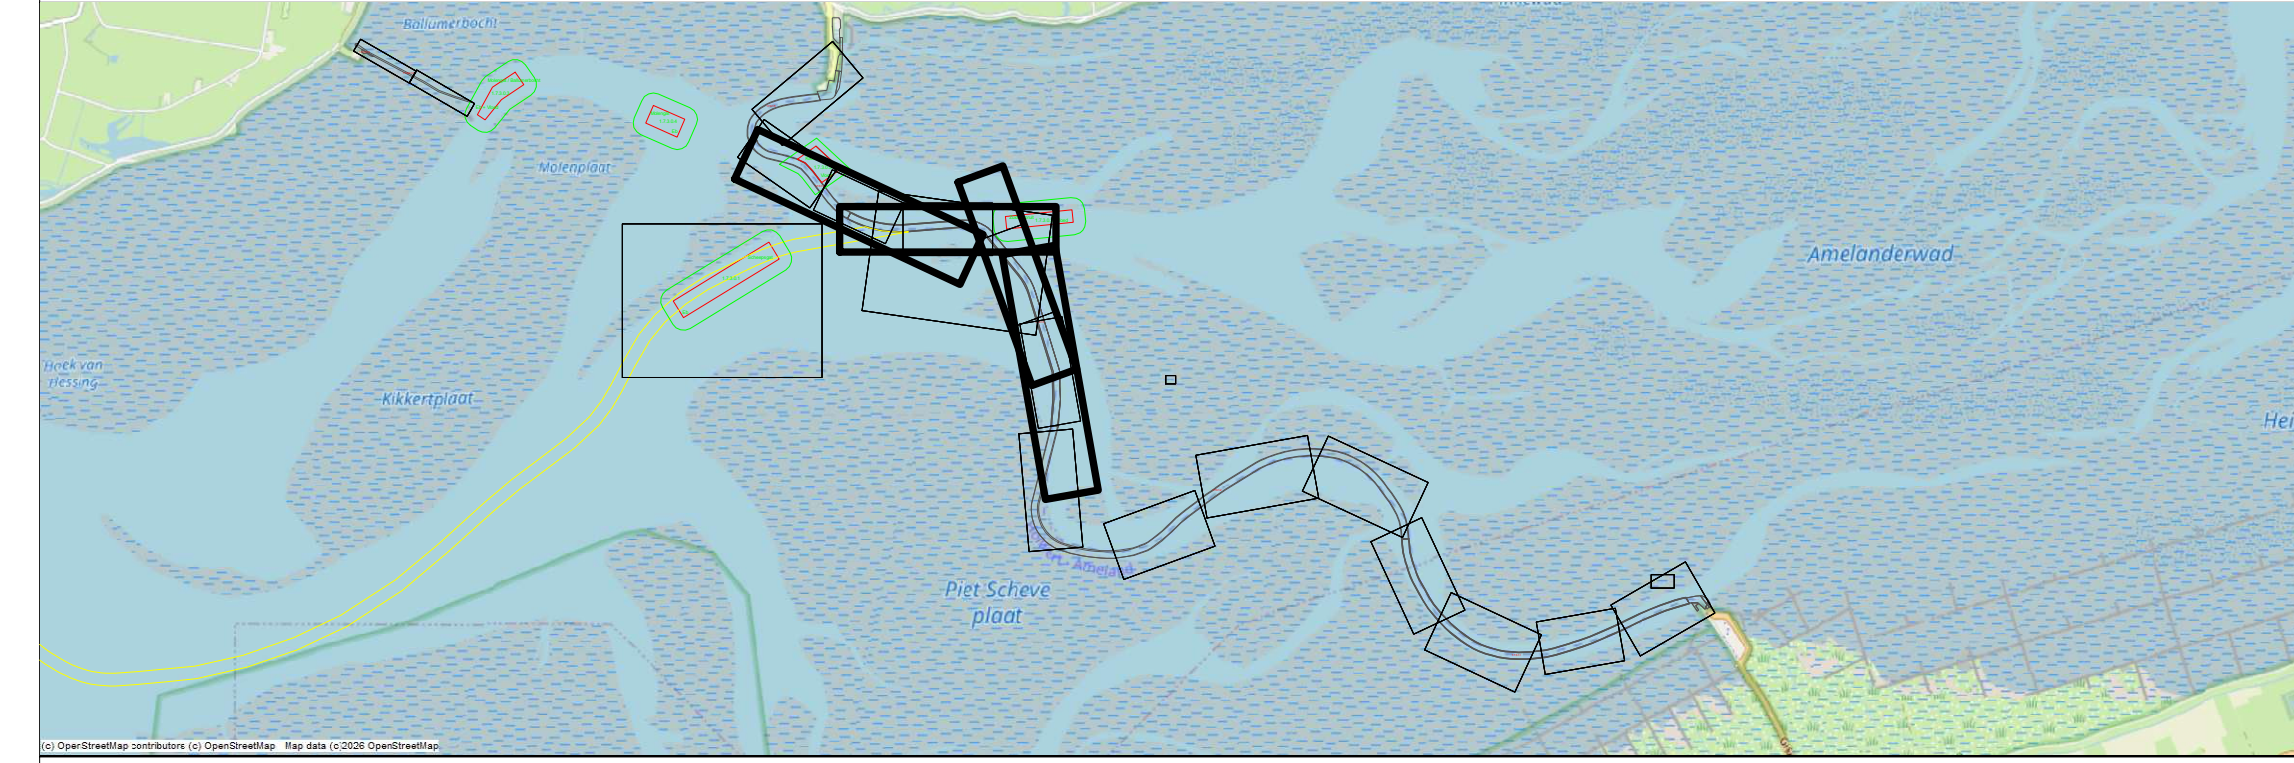 Ballumerbocht
Molenplaat
Amelanderwad
Hoek van
Hessing
Kikkertplaat
Piet Scheve
plaat
(c) OpenStreetMap contributors (c) OpenStreetMap Map data (c) 2026 OpenStreetMap